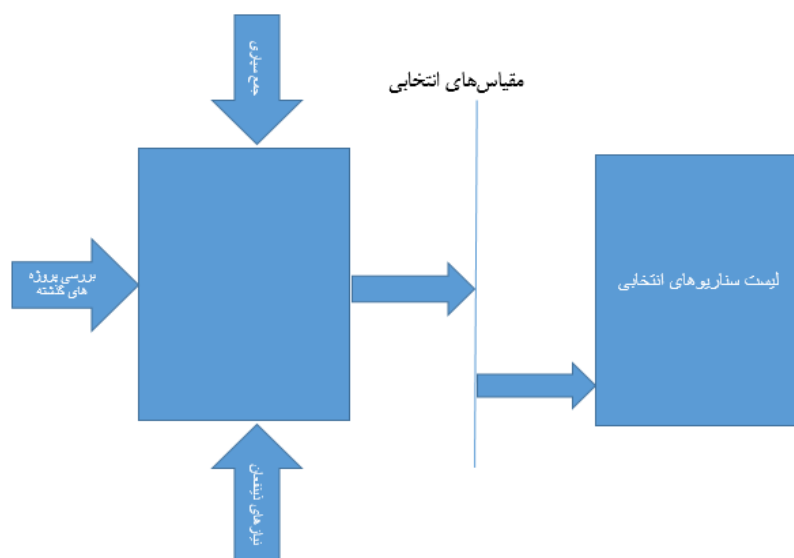 جمع سپاری
مقیاس‌های انتخابی
بررسی پروژه
های گذشته
لیست سناریوهای انتخابی
نیاز های ذینفعان